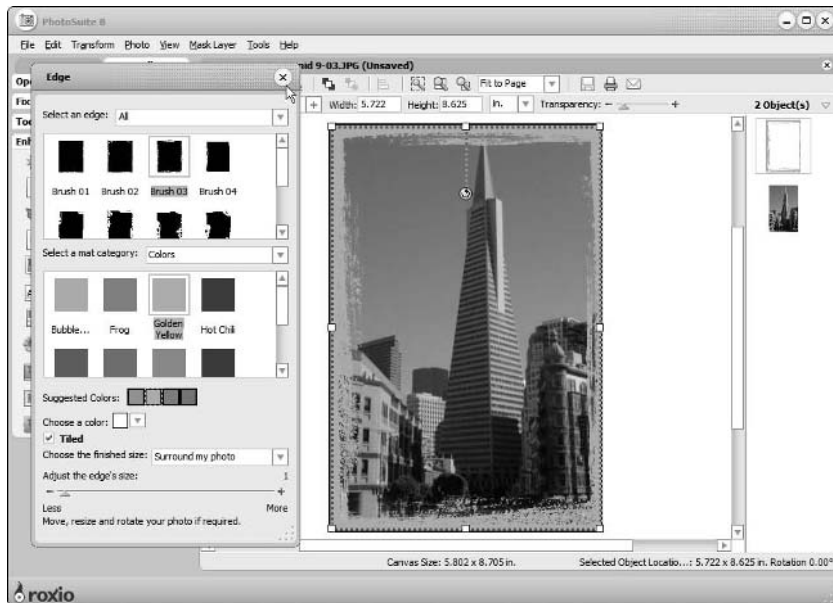 PhotoSuite 8
File Edit Transform Photo View Mask Layer Tools Help
mid 9-03.JPG (Unsaved)
Edge
Fit to Page
Width: 5.722 Height: 8.625 in. Transparency: - +
2 Object(s)
Select an edge: All
Brush 01 Brush 02 Brush 03 Brush 04
Select a mat category: Colors
Bubble... Frog Golden Yellow Hot Chili
Suggested Colors:
Choose a color:
Tiled
Choose the finished size: Surround my photo
Adjust the edge's size: 1
- +
Less More
Move, resize and rotate your photo if required.
Canvas Size: 5.802 x 8.705 in. Selected Object Locatio...: 5.722 x 8.625 in. Rotation 0.00°
roxio